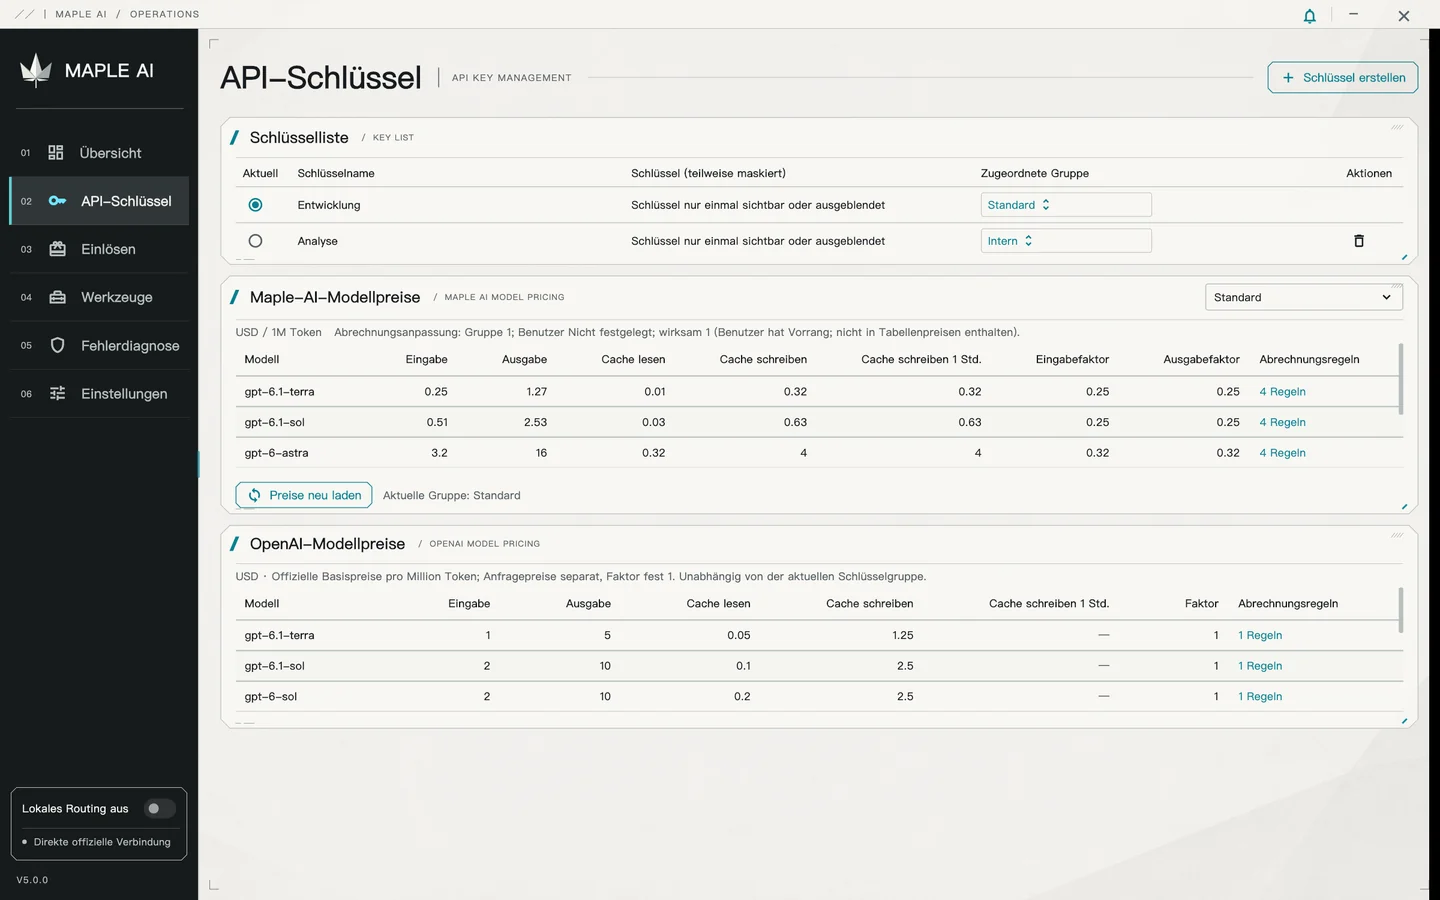 // | MAPLE AI / OPERATIONS
MAPLE AI
01 Übersicht
02 API-Schlüssel
03 Einlösen
04 Werkzeuge
05 Fehlerdiagnose
06 Einstellungen
Lokales Routing aus
Direkte offizielle Verbindung
V5.0.0
API-Schlüssel | API KEY MANAGEMENT
+ Schlüssel erstellen
Schlüsselliste / KEY LIST
Aktuell Schlüsselname Schlüssel (teilweise maskiert) Zugeordnete Gruppe Aktionen
Entwicklung Schlüssel nur einmal sichtbar oder ausgeblendet Standard
Analyse Schlüssel nur einmal sichtbar oder ausgeblendet Intern
Maple-AI-Modellpreise / MAPLE AI MODEL PRICING Standard
USD / 1M Token Abrechnungsanpassung: Gruppe 1; Benutzer Nicht festgelegt; wirksam 1 (Benutzer hat Vorrang; nicht in Tabellenpreisen enthalten).
Modell Eingabe Ausgabe Cache lesen Cache schreiben Cache schreiben 1 Std. Eingabefaktor Ausgabefaktor Abrechnungsregeln
gpt-6.1-terra 0.25 1.27 0.01 0.32 0.32 0.25 0.25 4 Regeln
gpt-6.1-sol 0.51 2.53 0.03 0.63 0.63 0.25 0.25 4 Regeln
gpt-6-astra 3.2 16 0.32 4 4 0.32 0.32 4 Regeln
Preise neu laden Aktuelle Gruppe: Standard
OpenAI-Modellpreise / OPENAI MODEL PRICING
USD · Offizielle Basispreise pro Million Token; Anfragepreise separat, Faktor fest 1. Unabhängig von der aktuellen Schlüsselgruppe.
Modell Eingabe Ausgabe Cache lesen Cache schreiben Cache schreiben 1 Std. Faktor Abrechnungsregeln
gpt-6.1-terra 1 5 0.05 1.25 — 1 1 Regeln
gpt-6.1-sol 2 10 0.1 2.5 — 1 1 Regeln
gpt-6-sol 2 10 0.2 2.5 — 1 1 Regeln